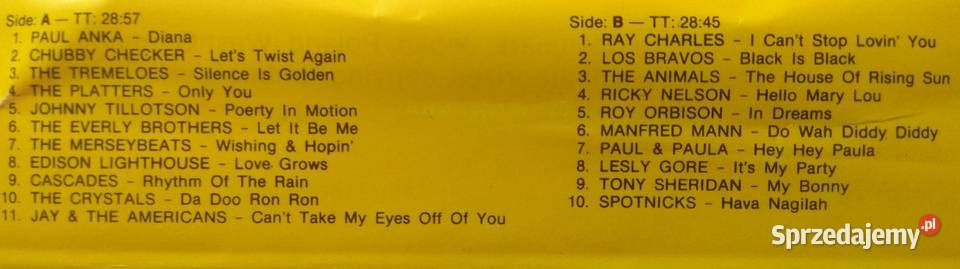 Side: A — TT: 28:57
1. PAUL ANKA – Diana
2. CHUBBY CHECKER – Let's Twist Again
3. THE TREMELOES – Silence Is Golden
4. THE PLATTERS – Only You
5. JOHNNY TILLOTSON – Poerty In Motion
6. THE EVERLY BROTHERS – Let It Be Me
7. THE MERSEYBEATS – Wishing & Hopin'
8. EDISON LIGHTHOUSE – Love Grows
9. CASCADES – Rhythm Of The Rain
10. THE CRYSTALS – Da Doo Ron Ron
11. JAY & THE AMERICANS – Can't Take My Eyes Off Of You
Side: B — TT: 28:45
1. RAY CHARLES – I Can't Stop Lovin' You
2. LOS BRAVOS – Black Is Black
3. THE ANIMALS – The House Of Rising Sun
4. RICKY NELSON – Hello Mary Lou
5. ROY ORBISON – In Dreams
6. MANFRED MANN – Do Wah Diddy Diddy
7. PAUL & PAULA – Hey Hey Paula
8. LESLY GORE – It's My Party
9. TONY SHERIDAN – My Bonny
10. SPOTNICKS – Hava Nagilah
Sprzedajemy.pl